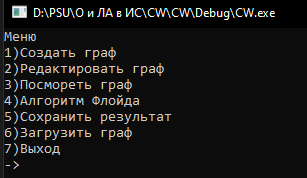 D:\PSU\О и ЛА в ИС\CW\CW\Debug\CW.exe
Меню
1)Создать граф
2)Редактировать граф
3)Посмореть граф
4)Алгоритм Флойда
5)Сохранить результат
6)Загрузить граф
7)Выход
->